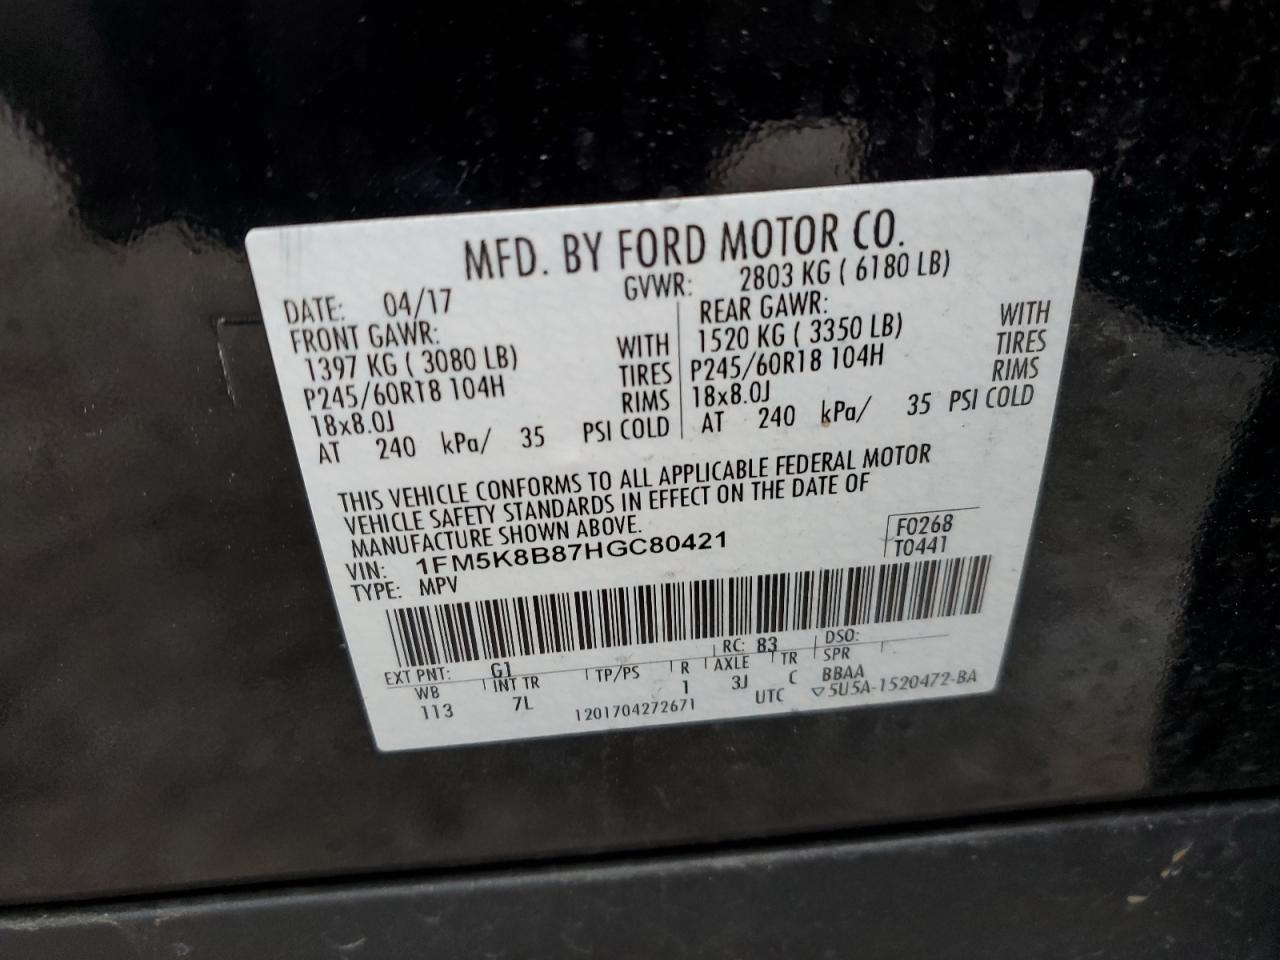 MFD. BY FORD MOTOR CO.
DATE: 04/17 GVWR: 2803 KG ( 6180 LB)
FRONT GAWR: REAR GAWR:
1397 KG ( 3080 LB) WITH 1520 KG ( 3350 LB) WITH
P245/60R18 104H TIRES P245/60R18 104H TIRES
18x8.0J RIMS 18x8.0J RIMS
AT 240 kPa/ 35 PSI COLD AT 240 kPa/ 35 PSI COLD
THIS VEHICLE CONFORMS TO ALL APPLICABLE FEDERAL MOTOR
VEHICLE SAFETY STANDARDS IN EFFECT ON THE DATE OF
MANUFACTURE SHOWN ABOVE.
VIN: 1FM5K8B87HGC80421 F0268
TYPE: MPV T0441
EXT PNT: G1 RC: 83 DSO:
WB INT TR TP/PS R AXLE TR SPR
113 7L 1 3J C BBAA
1201704272671 UTC ▽5U5A-1520472-BA